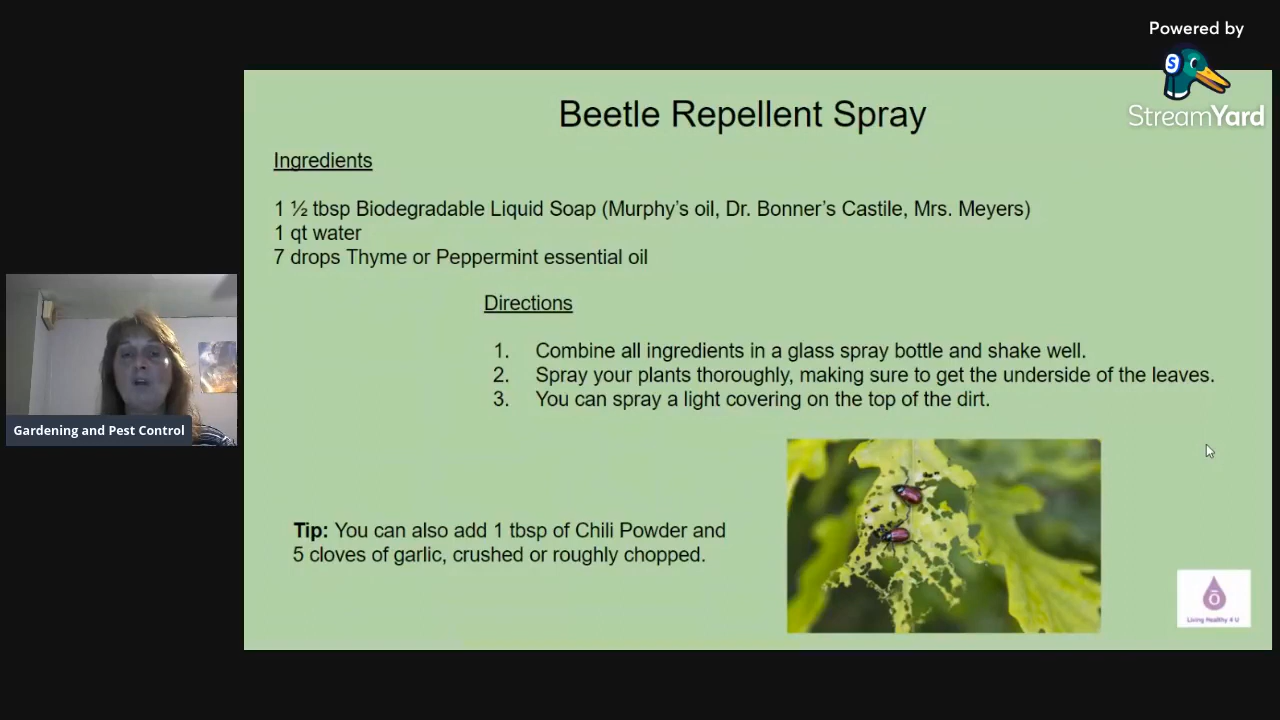 Powered by
S
StreamYard
Beetle Repellent Spray
Ingredients
1 ½ tbsp Biodegradable Liquid Soap (Murphy's oil, Dr. Bonner's Castile, Mrs. Meyers)
1 qt water
7 drops Thyme or Peppermint essential oil
Directions
1. Combine all ingredients in a glass spray bottle and shake well.
2. Spray your plants thoroughly, making sure to get the underside of the leaves.
3. You can spray a light covering on the top of the dirt.
Gardening and Pest Control
Tip: You can also add 1 tbsp of Chili Powder and
5 cloves of garlic, crushed or roughly chopped.
ō
Living Healthy 4 U